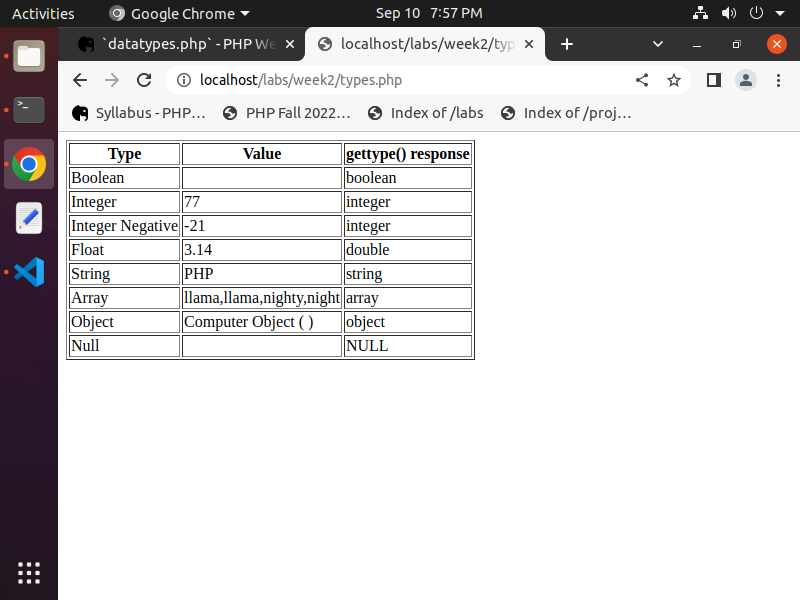 Activities Google Chrome Sep 10 7:57 PM
`datatypes.php` - PHP We localhost/labs/week2/typ
localhost/labs/week2/types.php
Syllabus - PHP… PHP Fall 2022… Index of /labs Index of /proj…
Type Value gettype() response
Boolean boolean
Integer 77 integer
Integer Negative -21 integer
Float 3.14 double
String PHP string
Array llama,llama,nighty,night array
Object Computer Object ( ) object
Null NULL